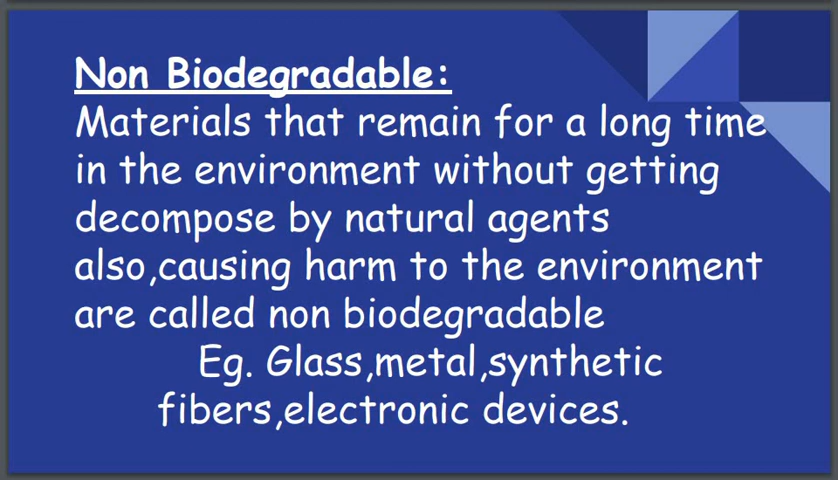 Non Biodegradable:
Materials that remain for a long time
in the environment without getting
decompose by natural agents
also,causing harm to the environment
are called non biodegradable
Eg. Glass,metal,synthetic
fibers,electronic devices.